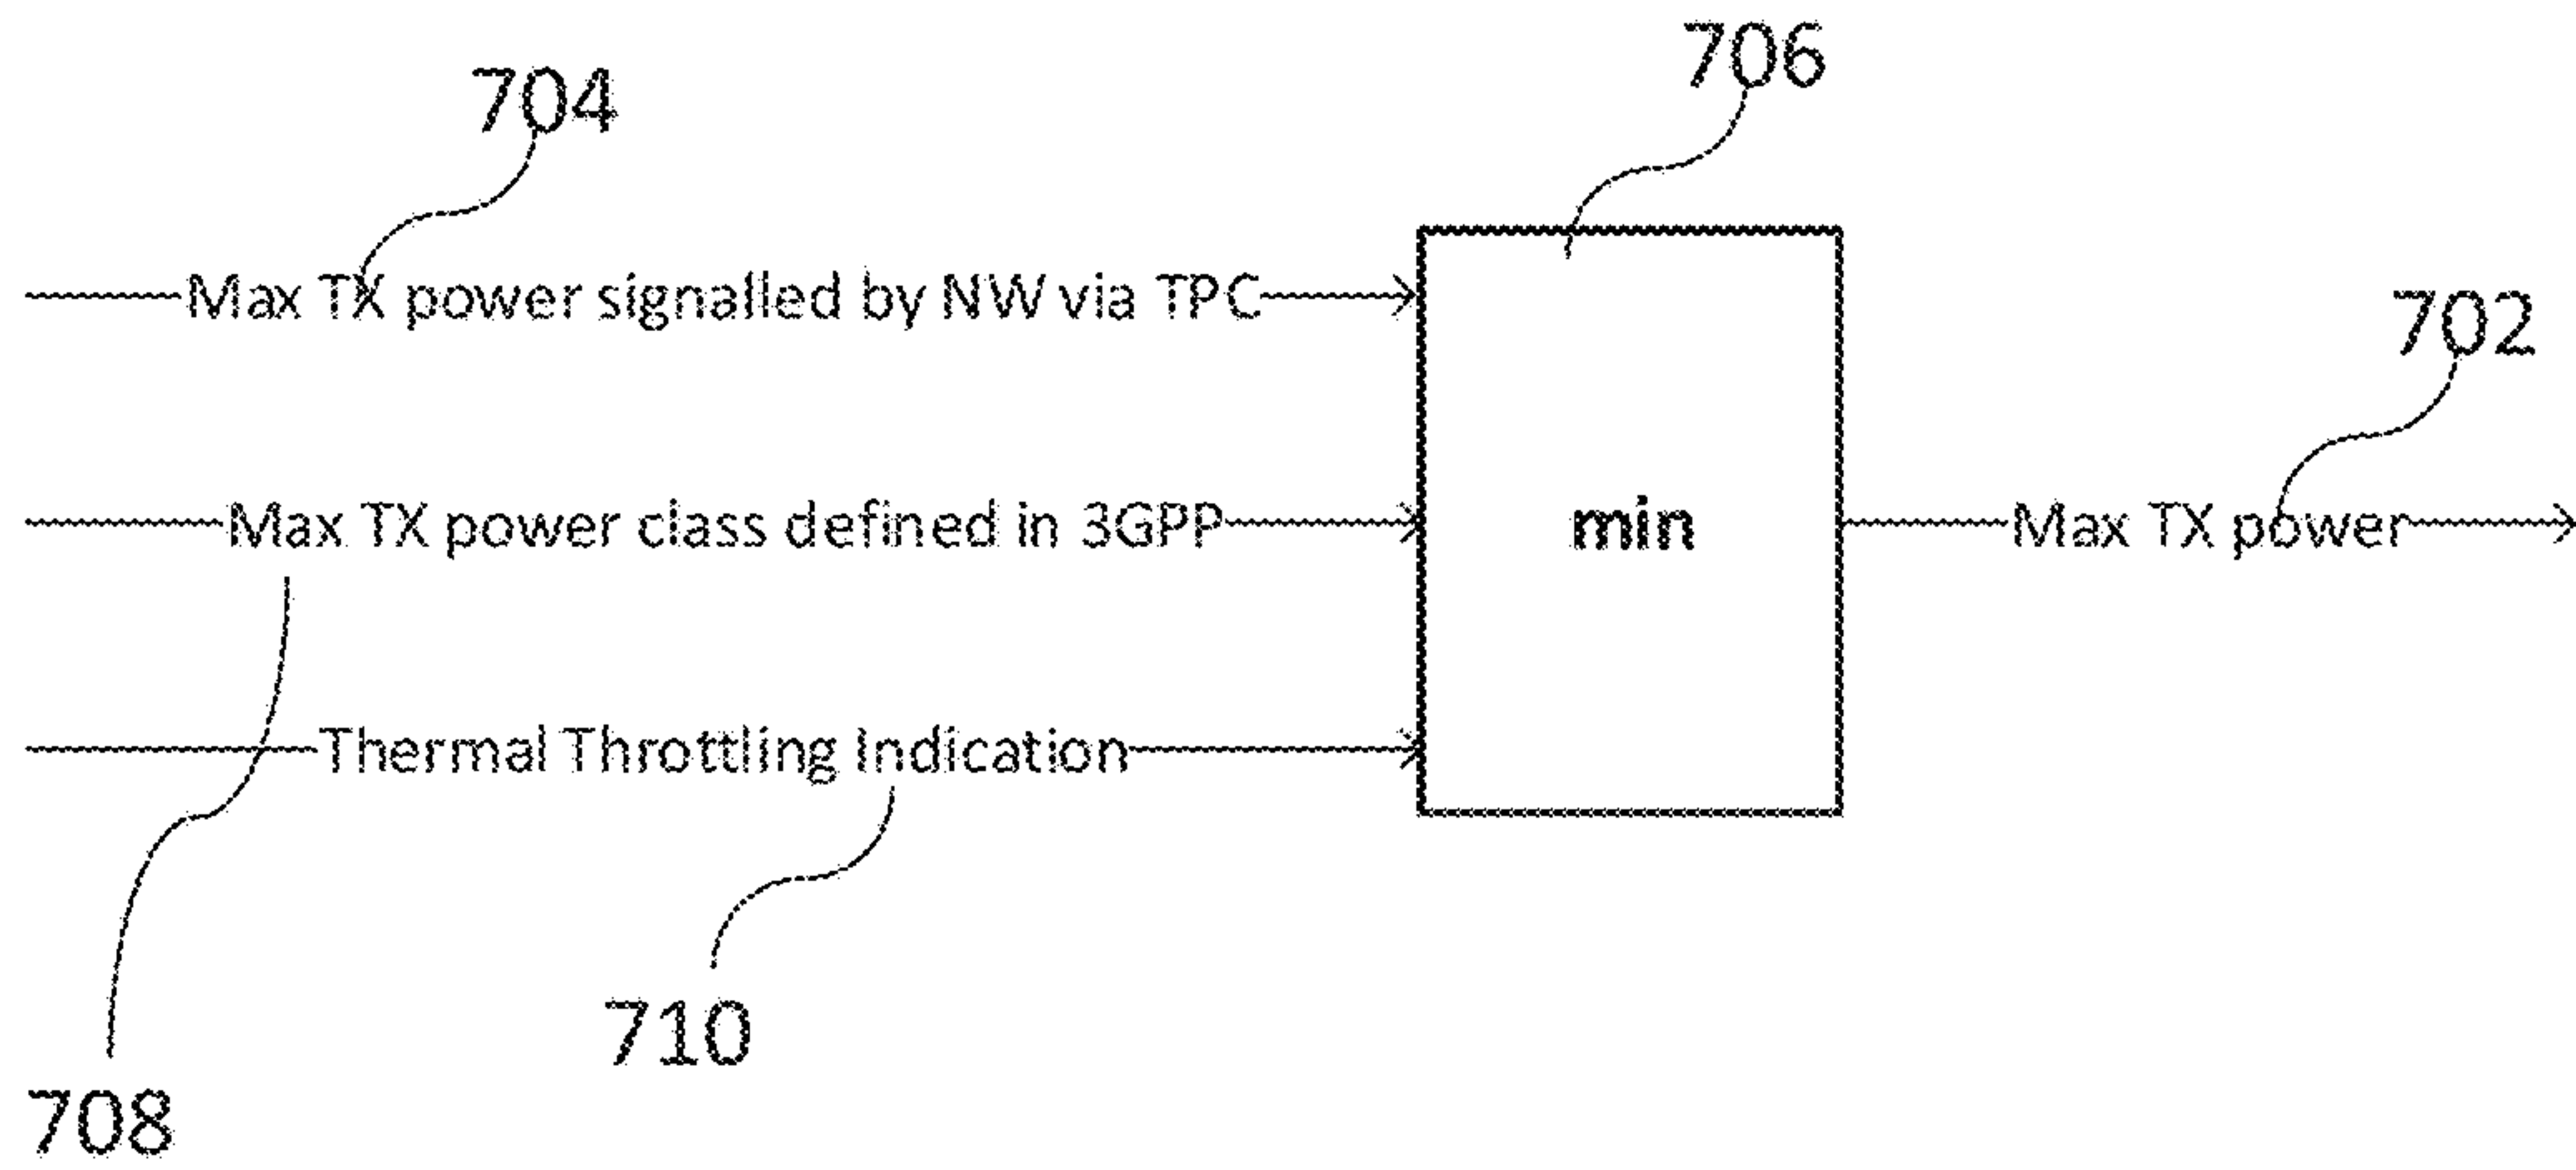 706
704
702
Max TX power signalled by NW via TPC
Max TX power class defined in 3GPP
min
Max TX power
Thermal Throttling Indication
710
708